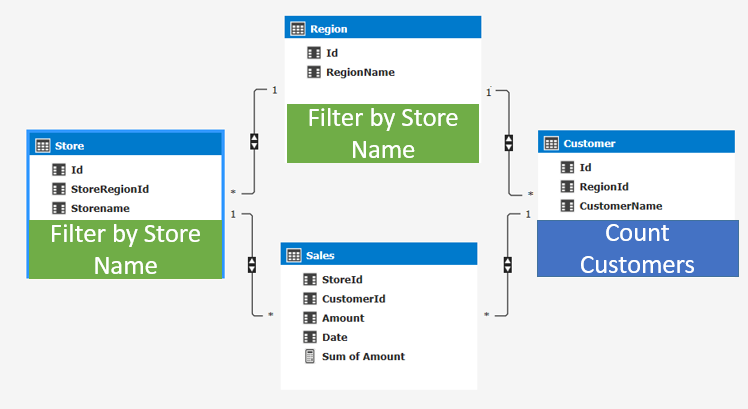 Region
Id
RegionName
1
1
Filter by Store
Name
Store
Id
StoreRegionId
Storename
*
1
Filter by Store
Name
Customer
Id
RegionId
CustomerName
*
1
Count
Customers
Sales
StoreId
CustomerId
Amount
Date
Sum of Amount
*
*